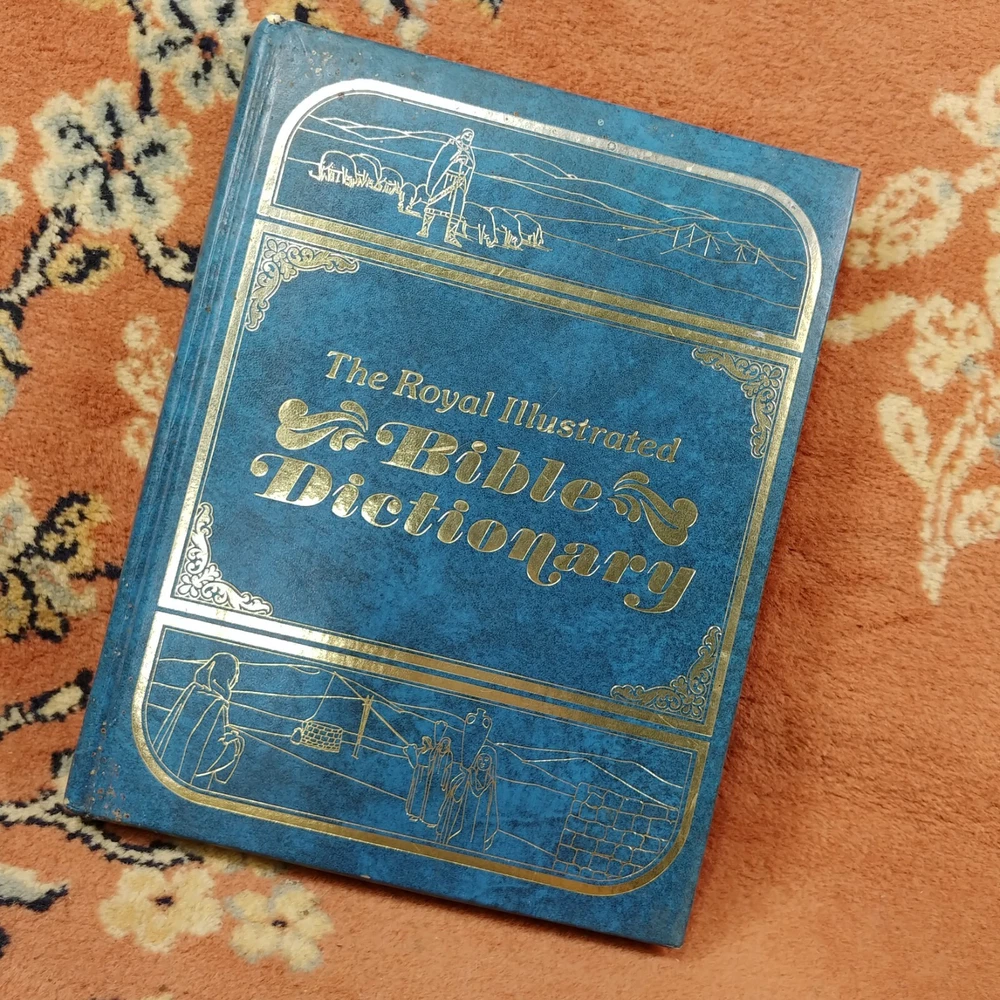 The Royal Illustrated
Bible
Dictionary